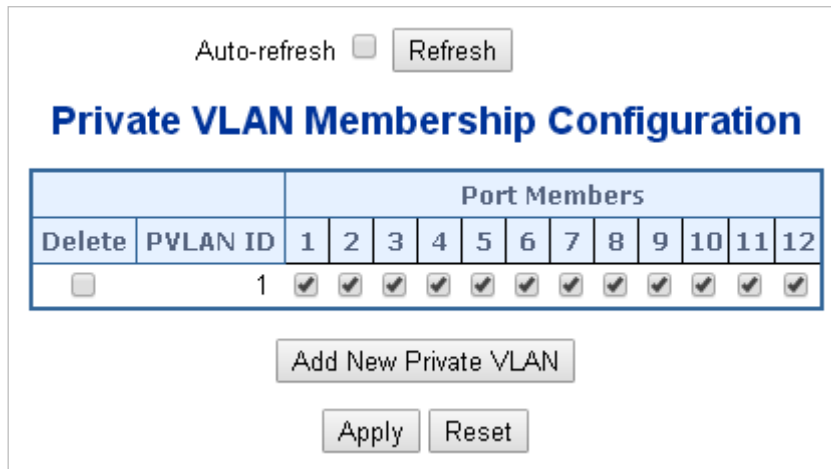 Auto-refresh Refresh
Private VLAN Membership Configuration
Port Members
Delete PVLAN ID 1 2 3 4 5 6 7 8 9 10 11 12
1
Add New Private VLAN
Apply Reset